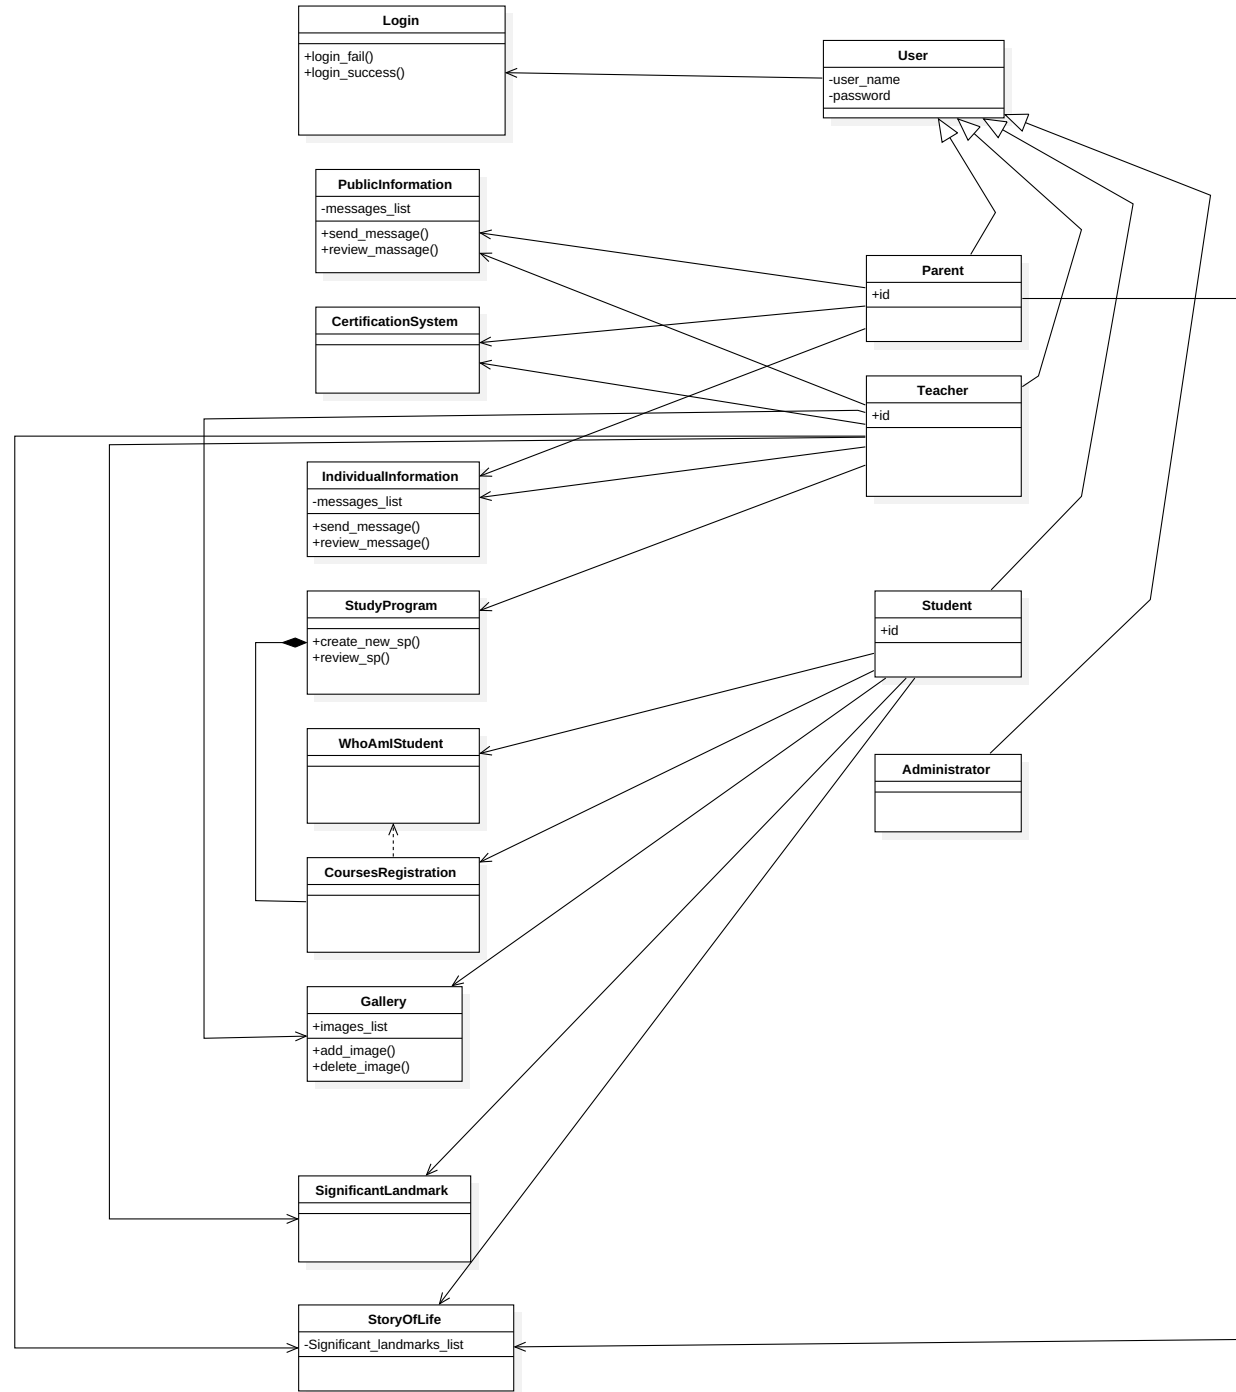 Login
+login_fail()
+login_success()
User
-user_name
-password
PublicInformation
-messages_list
+send_message()
+review_massage()
Parent
+id
CertificationSystem
Teacher
+id
IndividualInformation
-messages_list
+send_message()
+review_message()
StudyProgram
+create_new_sp()
+review_sp()
Student
+id
WhoAmIStudent
Administrator
CoursesRegistration
Gallery
+images_list
+add_image()
+delete_image()
SignificantLandmark
StoryOfLife
-Significant_landmarks_list